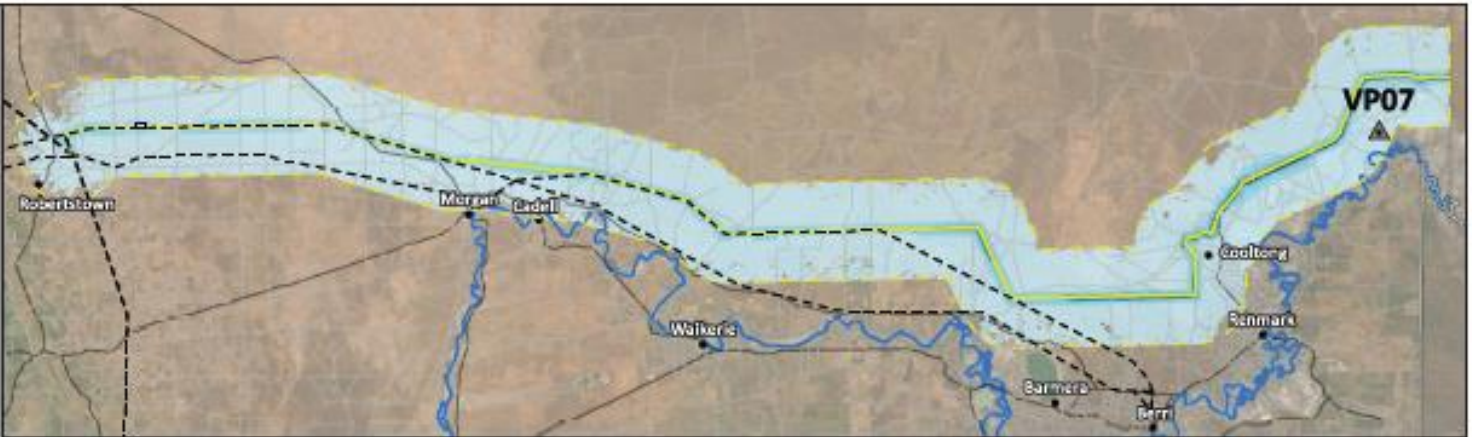 VP07
Robertstown
Morgan
Cadell
Cooltong
Renmark
Waikerie
Barmera
Berri